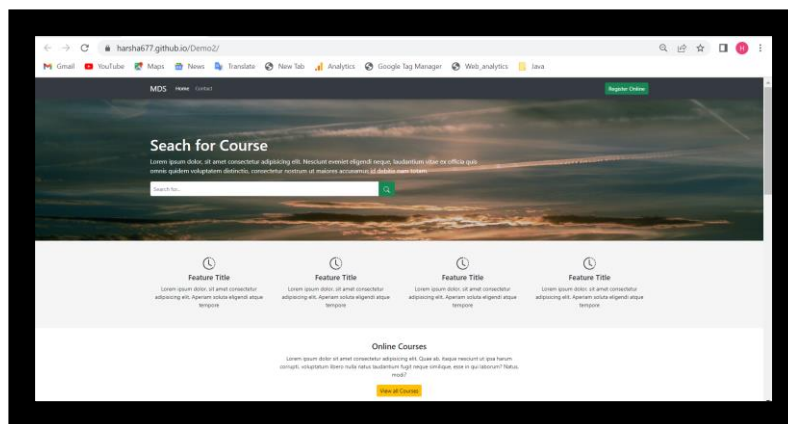 harsha677.github.io/Demo2/
H
Gmail YouTube Maps News Translate New Tab Analytics Google Tag Manager Web_analytics Java
MDS Home Contact Register Online
Seach for Course
Lorem ipsum dolor, sit amet consectetur adipisicing elit. Nesciunt eveniet eligendi neque, laudantium vitae ex officia quo
omnis quidem voluptatem distinctio, consectetur nostrum ut maiores accusamus id debitis nam totam.
Search for..
Feature Title
Lorem ipsum dolor, sit amet consectetur
adipisicing elit. Aperiam soluta eligendi atque
tempore
Feature Title
Lorem ipsum dolor, sit amet consectetur
adipisicing elit. Aperiam soluta eligendi atque
tempore
Feature Title
Lorem ipsum dolor, sit amet consectetur
adipisicing elit. Aperiam soluta eligendi atque
tempore
Feature Title
Lorem ipsum dolor, sit amet consectetur
adipisicing elit. Aperiam soluta eligendi atque
tempore
Online Courses
Lorem ipsum dolor sit amet consectetur adipisicing elit. Quae ab, itaque nesciunt ut ipsa harum
corrupti, voluptatum libero nulla natus laudantium fugit neque similique, esse in qui laborum? Natus,
modi?
View all Courses